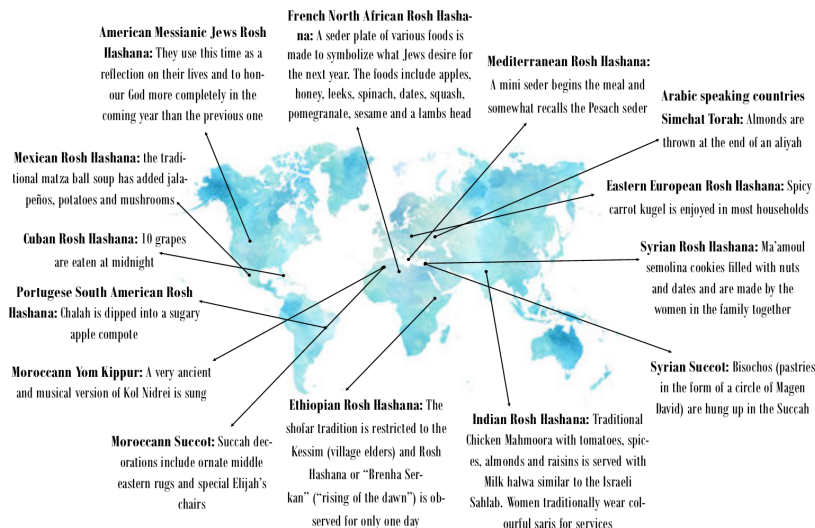 American Messianic Jews Rosh
Hashana: They use this time as a
reflection on their lives and to hon-
our God more completely in the
coming year than the previous one
French North African Rosh Hasha-
na: A seder plate of various foods is
made to symbolize what Jews desire for
the next year. The foods include apples,
honey, leeks, spinach, dates, squash,
pomegranate, sesame and a lambs head
Mediterranean Rosh Hashana:
A mini seder begins the meal and
somewhat recalls the Pesach seder
Arabic speaking countries
Simchat Torah: Almonds are
thrown at the end of an aliyah
Mexican Rosh Hashana: the tradi-
tional matza ball soup has added jala-
peños, potatoes and mushrooms
Eastern European Rosh Hashana: Spicy
carrot kugel is enjoyed in most households
Cuban Rosh Hashana: 10 grapes
are eaten at midnight
Syrian Rosh Hashana: Ma'amoul
semolina cookies filled with nuts
and dates and are made by the
women in the family together
Portugese South American Rosh
Hashana: Chalah is dipped into a sugary
apple compote
Moroccann Yom Kippur: A very ancient
and musical version of Kol Nidrei is sung
Syrian Succot: Bisochos (pastries
in the form of a circle of Magen
David) are hung up in the Succah
Moroccann Succot: Succah dec-
orations include ornate middle
eastern rugs and special Elijah's
chairs
Ethiopian Rosh Hashana: The
shofar tradition is restricted to the
Kessim (village elders) and Rosh
Hashana or "Brenha Ser-
kan" ("rising of the dawn") is ob-
served for only one day
Indian Rosh Hashana: Traditional
Chicken Mahmoora with tomatoes, spic-
es, almonds and raisins is served with
Milk halwa similar to the Israeli
Sahlab. Women traditionally wear col-
ourful saris for services